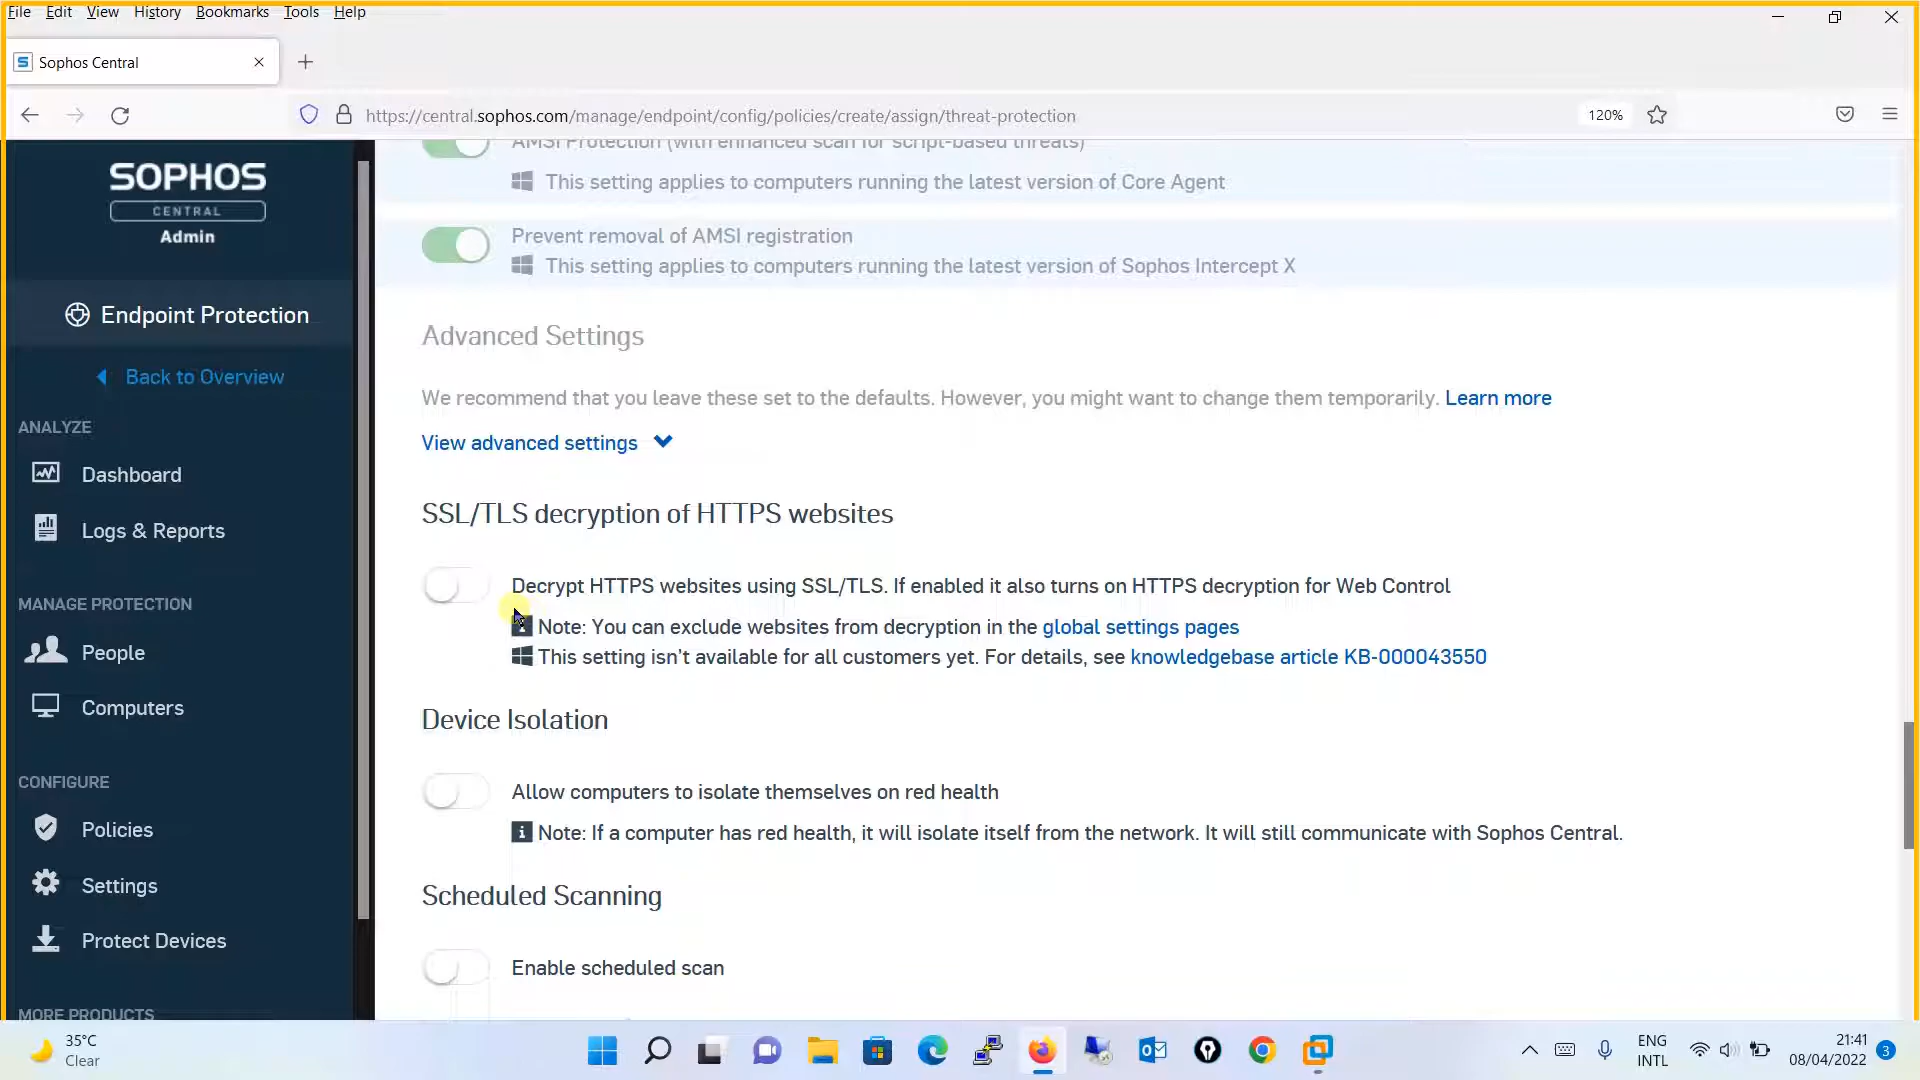 File Edit View History Bookmarks Tools Help
Sophos Central
https://central.sophos.com/manage/endpoint/config/policies/create/assign/threat-protection
120%
SOPHOS
CENTRAL
Admin
Endpoint Protection
Back to Overview
ANALYZE
Dashboard
Logs & Reports
MANAGE PROTECTION
People
Computers
CONFIGURE
Policies
Settings
Protect Devices
MORE PRODUCTS
AMSI Protection (with enhanced scan for script-based threats)
This setting applies to computers running the latest version of Core Agent
Prevent removal of AMSI registration
This setting applies to computers running the latest version of Sophos Intercept X
Advanced Settings
We recommend that you leave these set to the defaults. However, you might want to change them temporarily. Learn more
View advanced settings
SSL/TLS decryption of HTTPS websites
Decrypt HTTPS websites using SSL/TLS. If enabled it also turns on HTTPS decryption for Web Control
Note: You can exclude websites from decryption in the global settings pages
This setting isn't available for all customers yet. For details, see knowledgebase article KB-000043550
Device Isolation
Allow computers to isolate themselves on red health
Note: If a computer has red health, it will isolate itself from the network. It will still communicate with Sophos Central.
Scheduled Scanning
Enable scheduled scan
35°C
Clear
ENG
INTL
21:41
08/04/2022
3